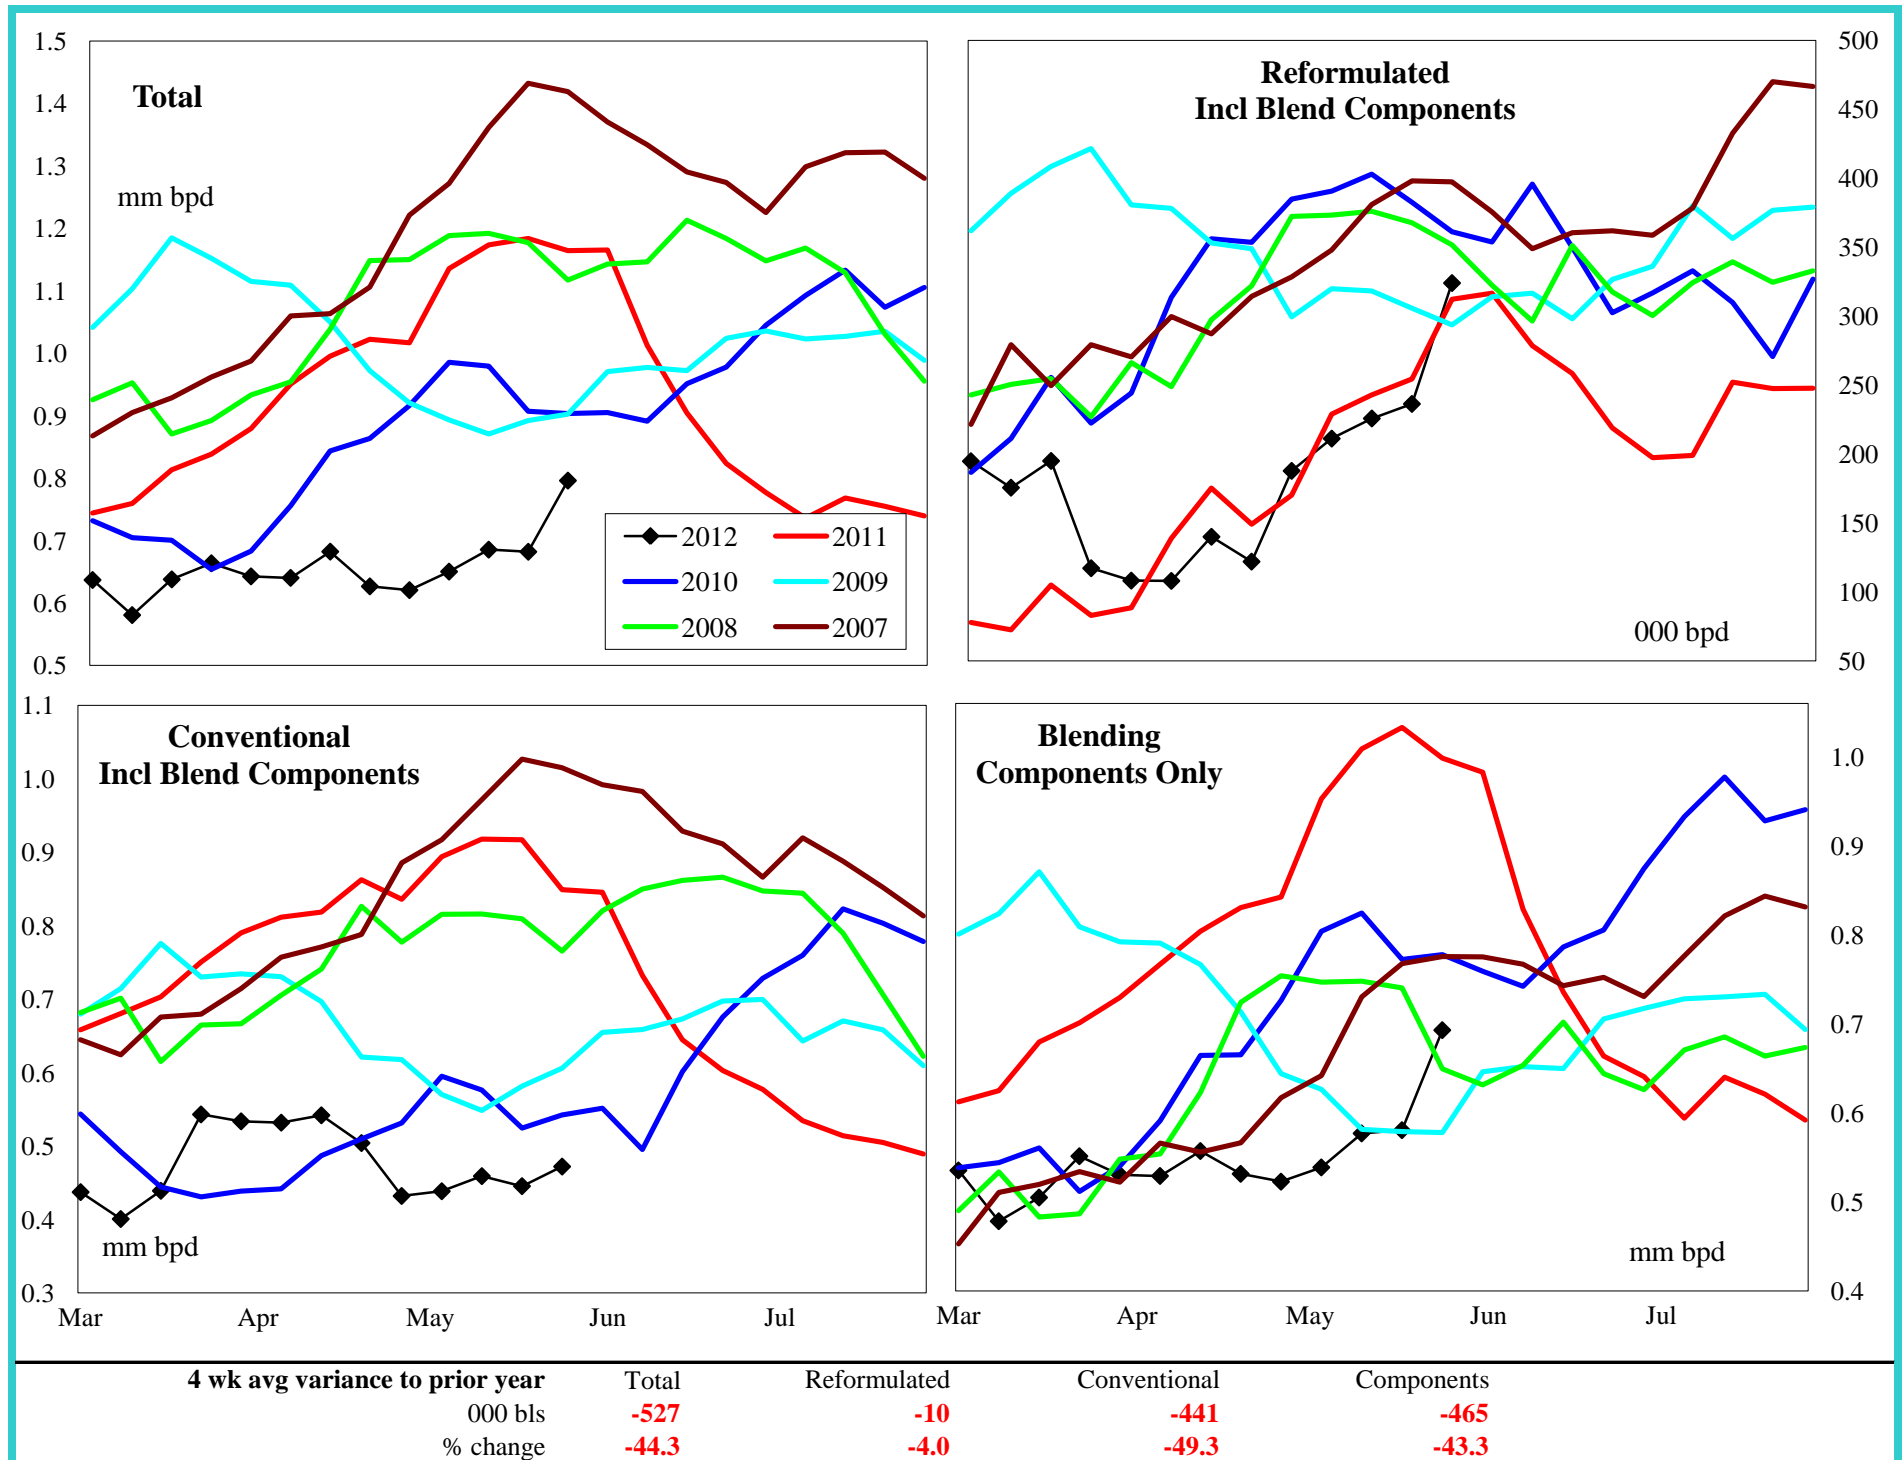 Total
mm bpd
1.5
1.4
1.3
1.2
1.1
1.0
0.9
0.8
0.7
0.6
0.5
2012
2011
2010
2009
2008
2007
Reformulated
Incl Blend Components
000 bpd
500
450
400
350
300
250
200
150
100
50
Conventional
Incl Blend Components
mm bpd
1.1
1.0
0.9
0.8
0.7
0.6
0.5
0.4
0.3
Mar Apr May Jun Jul
Blending
Components Only
mm bpd
1.0
0.9
0.8
0.7
0.6
0.5
0.4
Mar Apr May Jun Jul
4 wk avg variance to prior year Total Reformulated Conventional Components
000 bls -527 -10 -441 -465
% change -44.3 -4.0 -49.3 -43.3